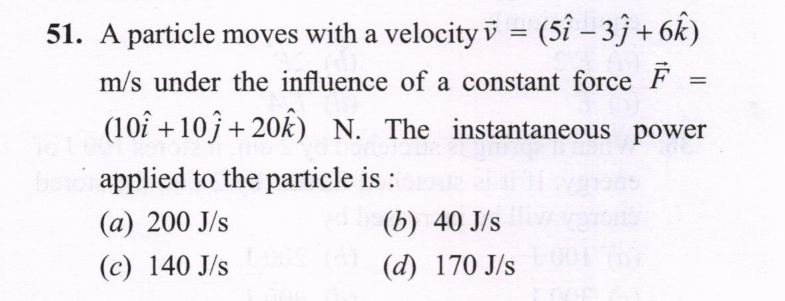 51. A particle moves with a velocity $\vec{v}$ = (5$\hat{i}$ – 3$\hat{j}$ + 6$\hat{k}$)
m/s under the influence of a constant force $\vec{F}$ =
(10$\hat{i}$ + 10$\hat{j}$ + 20$\hat{k}$) N. The instantaneous power
applied to the particle is :
(a) 200 J/s (b) 40 J/s
(c) 140 J/s (d) 170 J/s